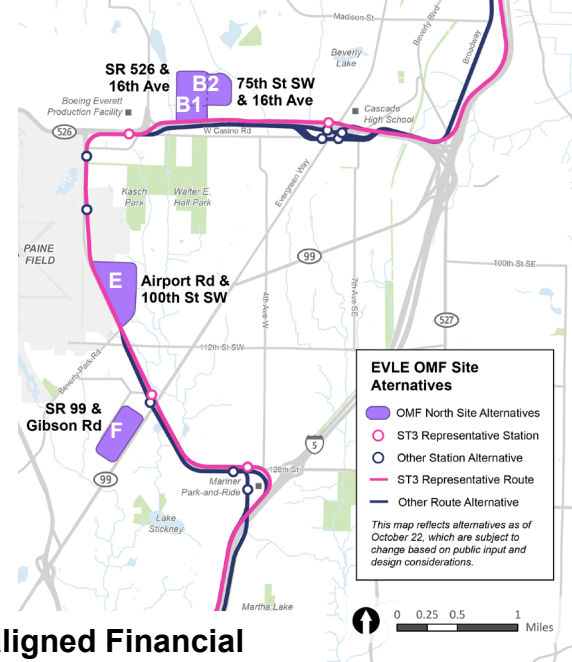 Madison St
Beverly Blvd
Broadway
Beverly
Lake
SR 526 &
16th Ave
B2
B1
75th St SW
& 16th Ave
Boeing Everett
Production Facility
Cascade
High School
526
W Casino Rd
Evergreen Way
Kasch
Park
Walter E.
Hall Park
PAINE
FIELD
99
100th St SE
E
Airport Rd &
100th St SW
4th Ave W
7th Ave SE
527
112th St SW
Beverly Park Rd
SR 99 &
Gibson Rd
F
99
5
128th St
Mariner
Park-and-Ride
Lake
Stickney
Martha Lake
EVLE OMF Site
Aternatives
OMF North Site Alternatives
ST3 Representative Station
Other Station Alternative
ST3 Representative Route
Other Route Alternative
This map reflects alternatives as of
October 22, which are subject to
change based on public input and
design considerations.
0 0.25 0.5 1
Miles
ligned Financial